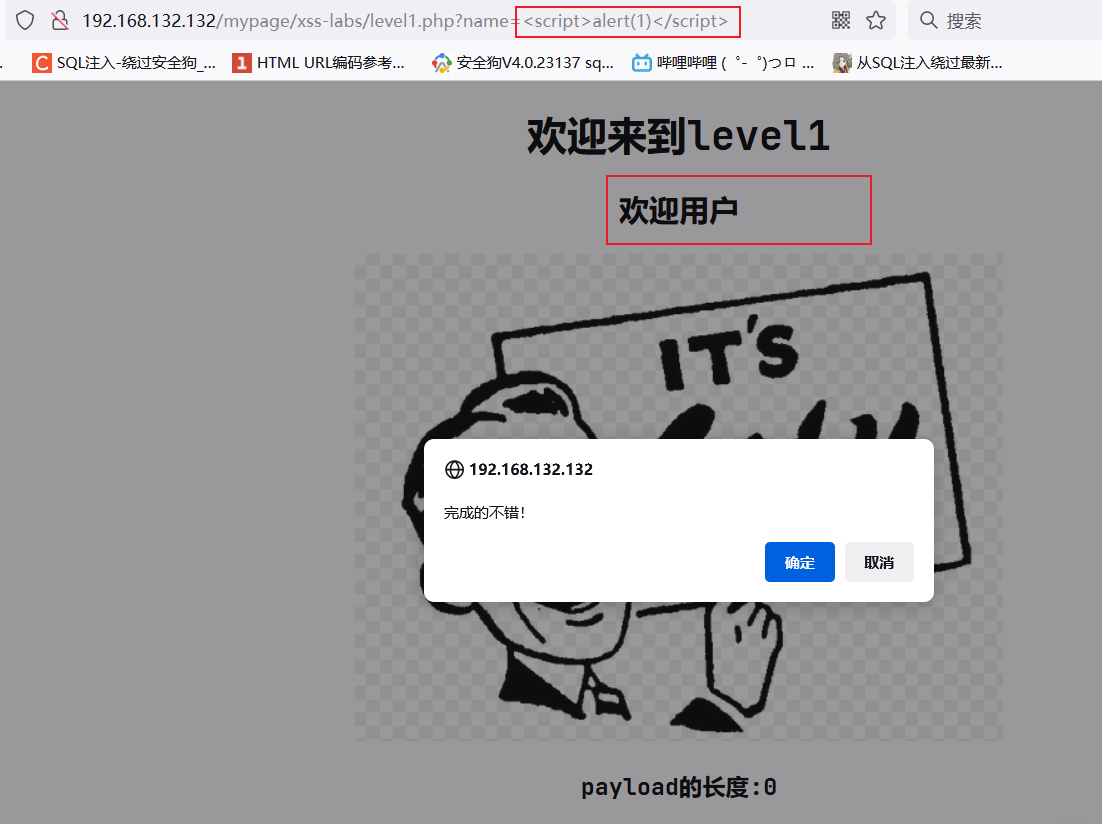 192.168.132.132/mypage/xss-labs/level1.php?name=<script>alert(1)</script>
搜索
SQL注入-绕过安全狗_...
HTML URL编码参考...
安全狗V4.0.23137 sq...
哔哩哔哩 (゜-゜)つロ ...
从SQL注入绕过最新...
欢迎来到level1
欢迎用户
IT'S
192.168.132.132
完成的不错!
确定
取消
payload的长度:0